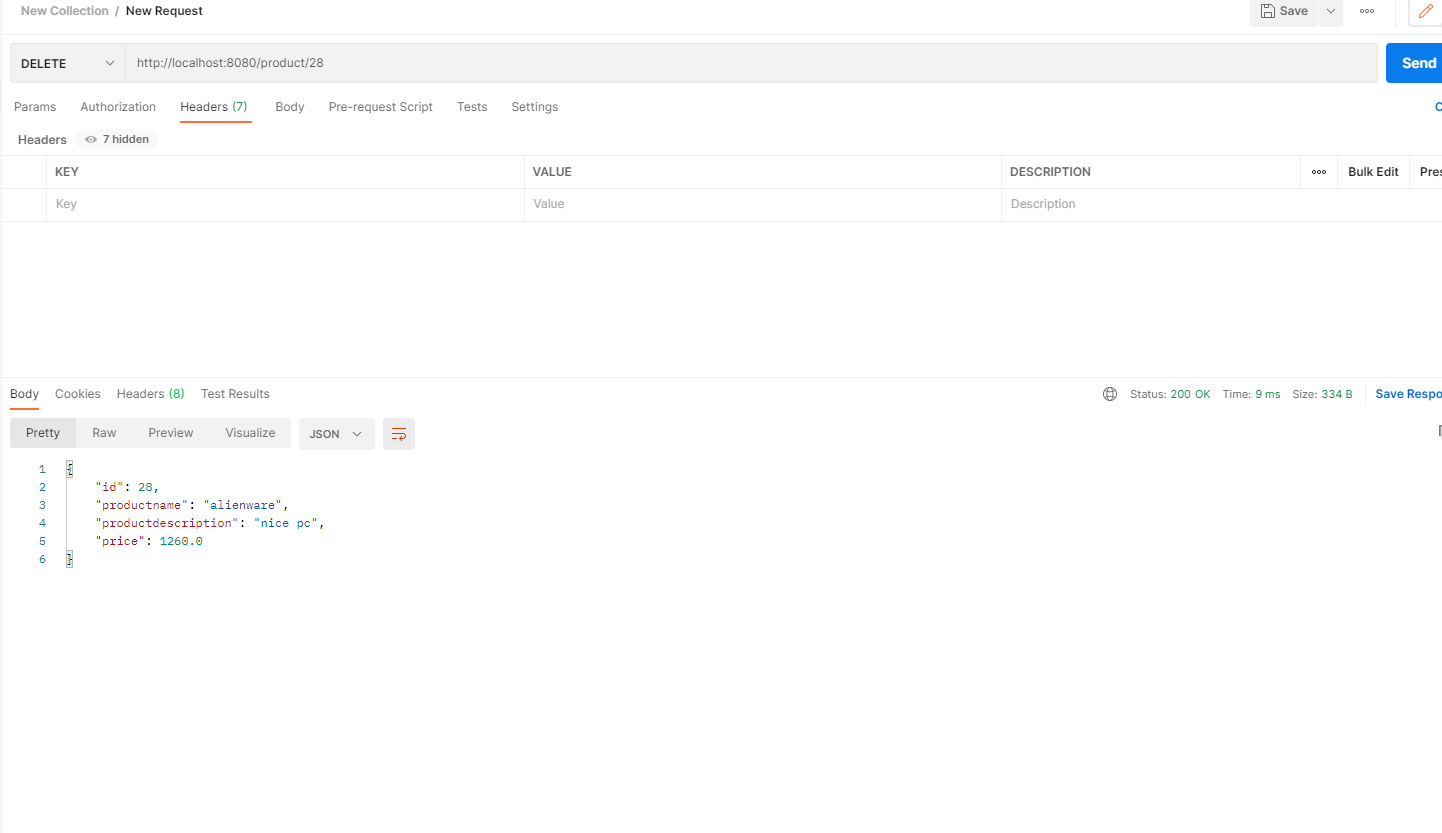 New Collection / New Request
Save
DELETE
http://localhost:8080/product/28
Send
Params Authorization Headers (7) Body Pre-request Script Tests Settings
Headers 7 hidden
KEY VALUE DESCRIPTION Bulk Edit Pres
Key Value Description
Body Cookies Headers (8) Test Results
Status: 200 OK Time: 9 ms Size: 334 B Save Respo
Pretty Raw Preview Visualize JSON
1 {
2 "id": 28,
3 "productname": "alienware",
4 "productdescription": "nice pc",
5 "price": 1260.0
6 }